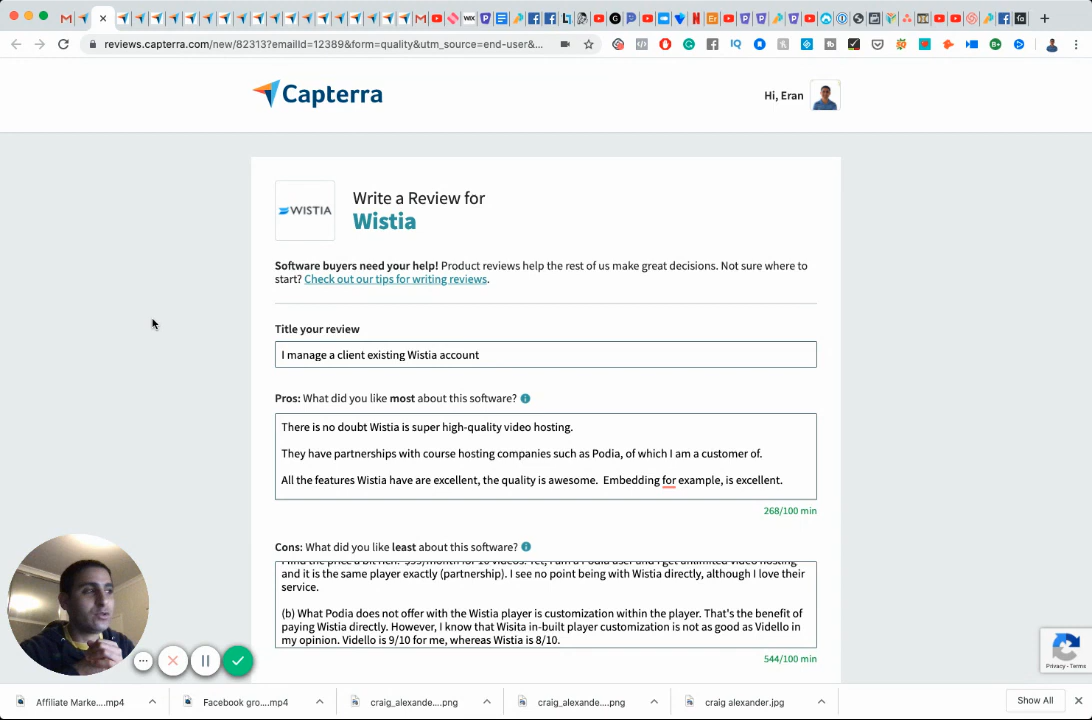 reviews.capterra.com/new/82313?emailId=12389&form=quality&utm_source=end-user&...
Capterra
Hi, Eran
WISTIA
Write a Review for
Wistia
Software buyers need your help! Product reviews help the rest of us make great decisions. Not sure where to
start? Check out our tips for writing reviews.
Title your review
I manage a client existing Wistia account
Pros: What did you like most about this software?
There is no doubt Wistia is super high-quality video hosting.
They have partnerships with course hosting companies such as Podia, of which I am a customer of.
All the features Wistia have are excellent, the quality is awesome.  Embedding for example, is excellent.
268/100 min
Cons: What did you like least about this software?
and it is the same player exactly (partnership). I see no point being with Wistia directly, although I love their
service.
(b) What Podia does not offer with the Wistia player is customization within the player. That's the benefit of
paying Wistia directly. However, I know that Wisita in-built player customization is not as good as Vidello in
my opinion. Vidello is 9/10 for me, whereas Wistia is 8/10.
544/100 min
Privacy - Terms
Affiliate Marke....mp4
Facebook gro....mp4
craig_alexande....png
craig_alexande....png
craig alexander.jpg
Show All